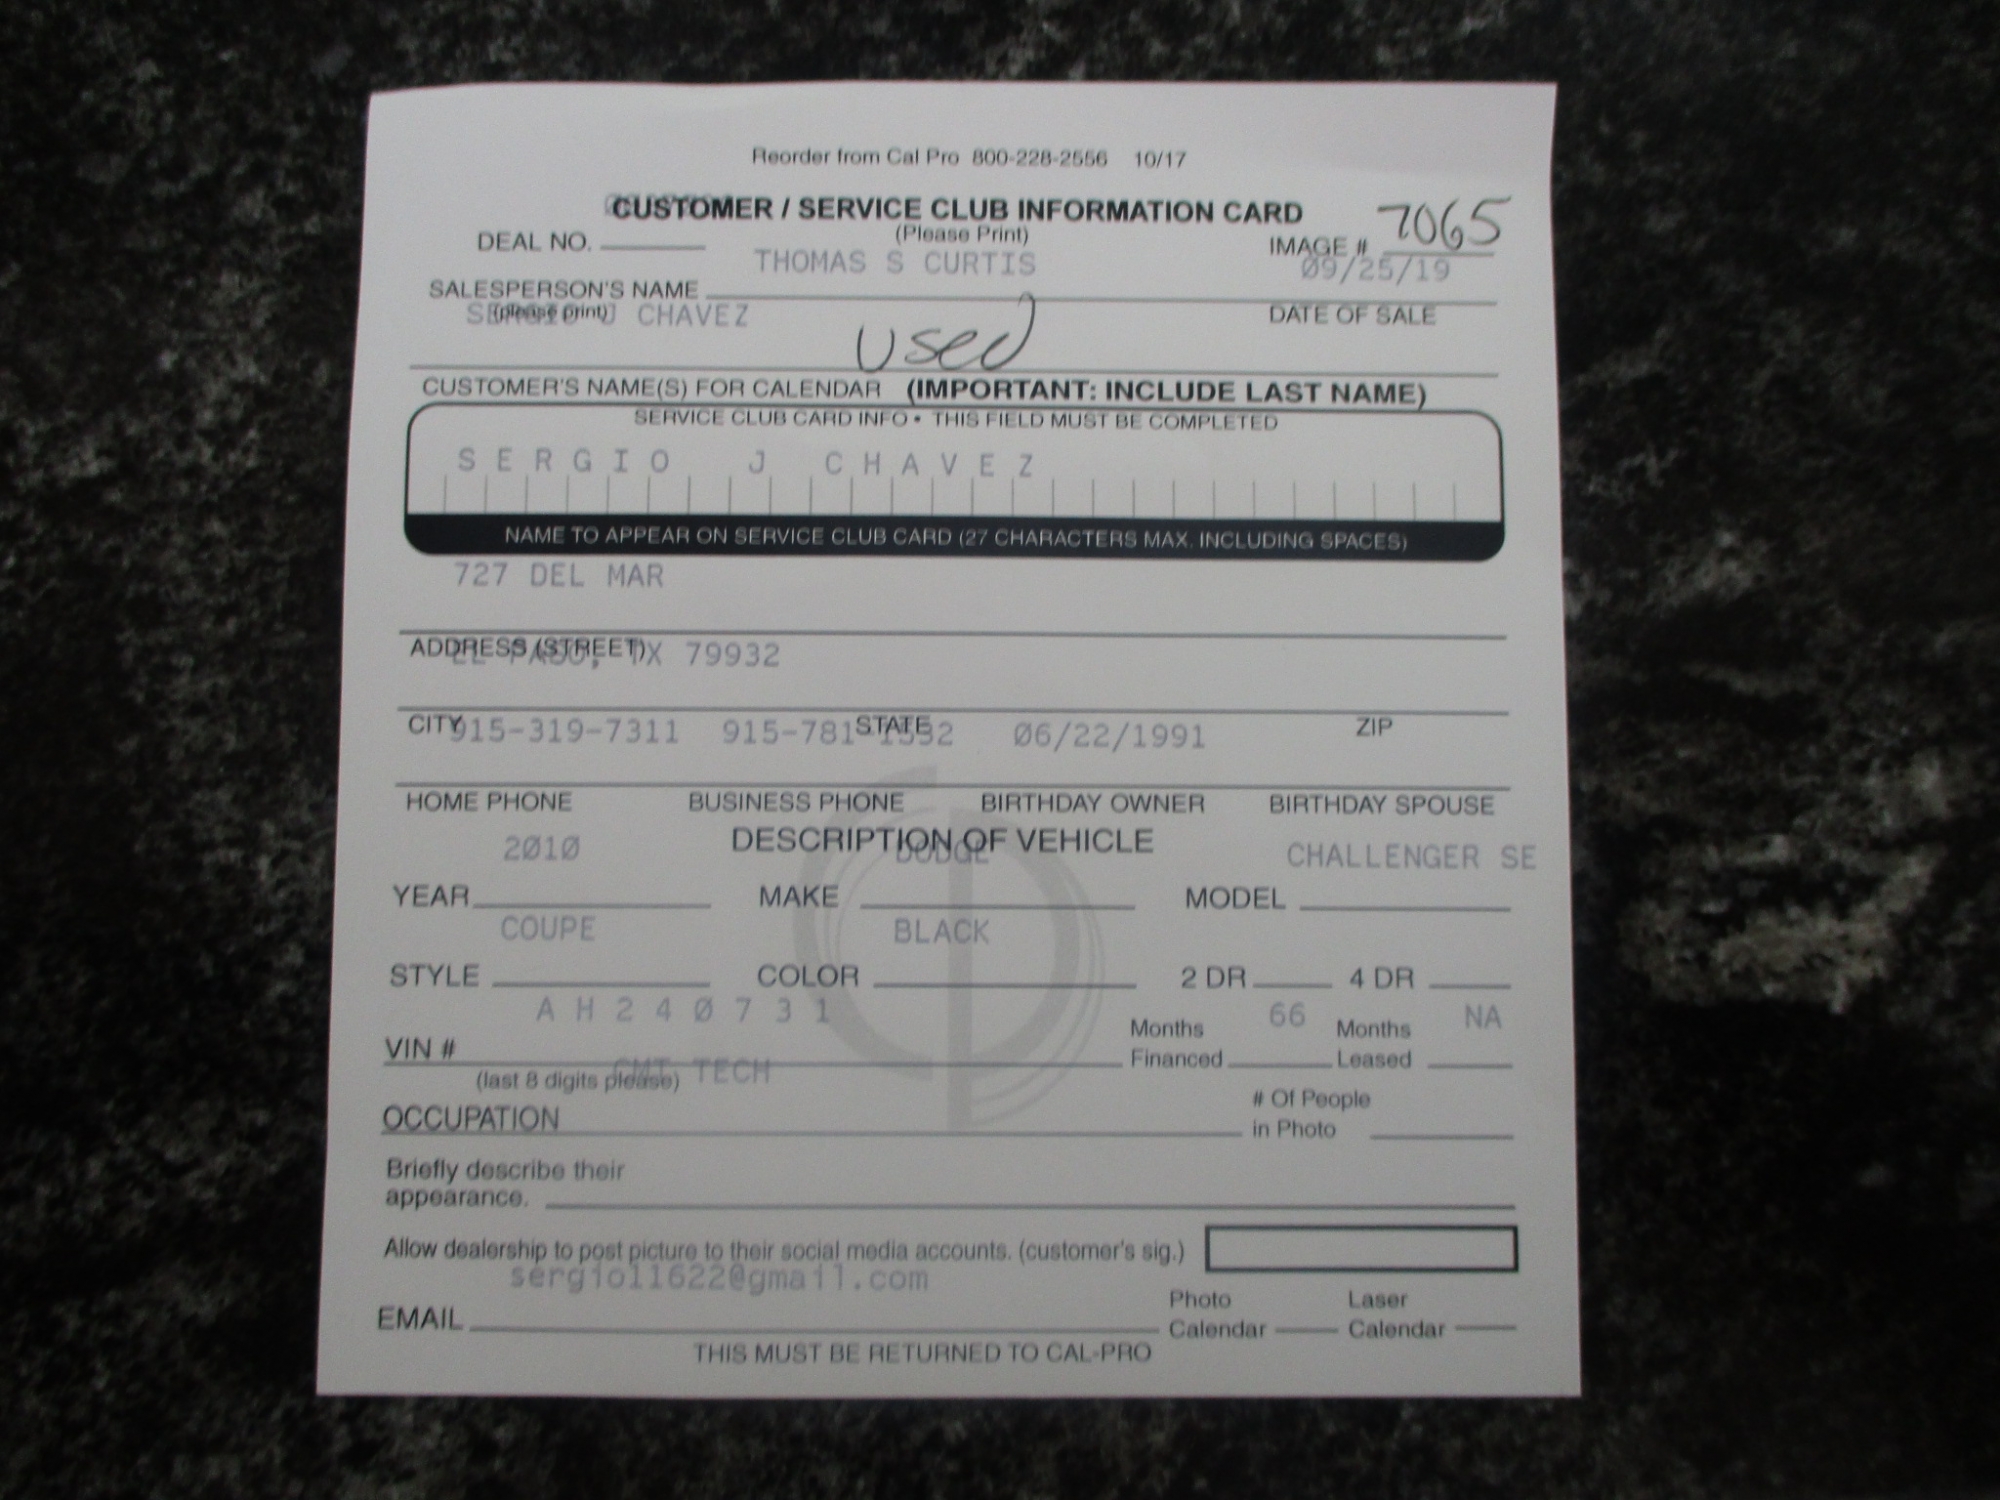 Reorder from Cal Pro 800-228-2556 10/17
CUSTOMER / SERVICE CLUB INFORMATION CARD
(Please Print)
DEAL NO. IMAGE # 7065
THOMAS S CURTIS 09/25/19
SALESPERSON'S NAME
(please print) DATE OF SALE
SERGIO J CHAVEZ
used
CUSTOMER'S NAME(S) FOR CALENDAR (IMPORTANT: INCLUDE LAST NAME)
SERVICE CLUB CARD INFO • THIS FIELD MUST BE COMPLETED
SERGIO J CHAVEZ
NAME TO APPEAR ON SERVICE CLUB CARD (27 CHARACTERS MAX. INCLUDING SPACES)
727 DEL MAR
ADDRESS (STREET)
EL PASO, TX 79932
CITY STATE ZIP
915-319-7311 915-781-1532 06/22/1991
HOME PHONE BUSINESS PHONE BIRTHDAY OWNER BIRTHDAY SPOUSE
DESCRIPTION OF VEHICLE
2010 DODGE CHALLENGER SE
YEAR MAKE MODEL
COUPE BLACK
STYLE COLOR 2 DR 4 DR
AH240731 66 NA
VIN # Months Financed Months Leased
(last 8 digits please)
TECH
OCCUPATION # Of People in Photo
Briefly describe their
appearance.
Allow dealership to post picture to their social media accounts. (customer's sig.)
sergio11622@gmail.com
EMAIL Photo Calendar Laser Calendar
THIS MUST BE RETURNED TO CAL-PRO